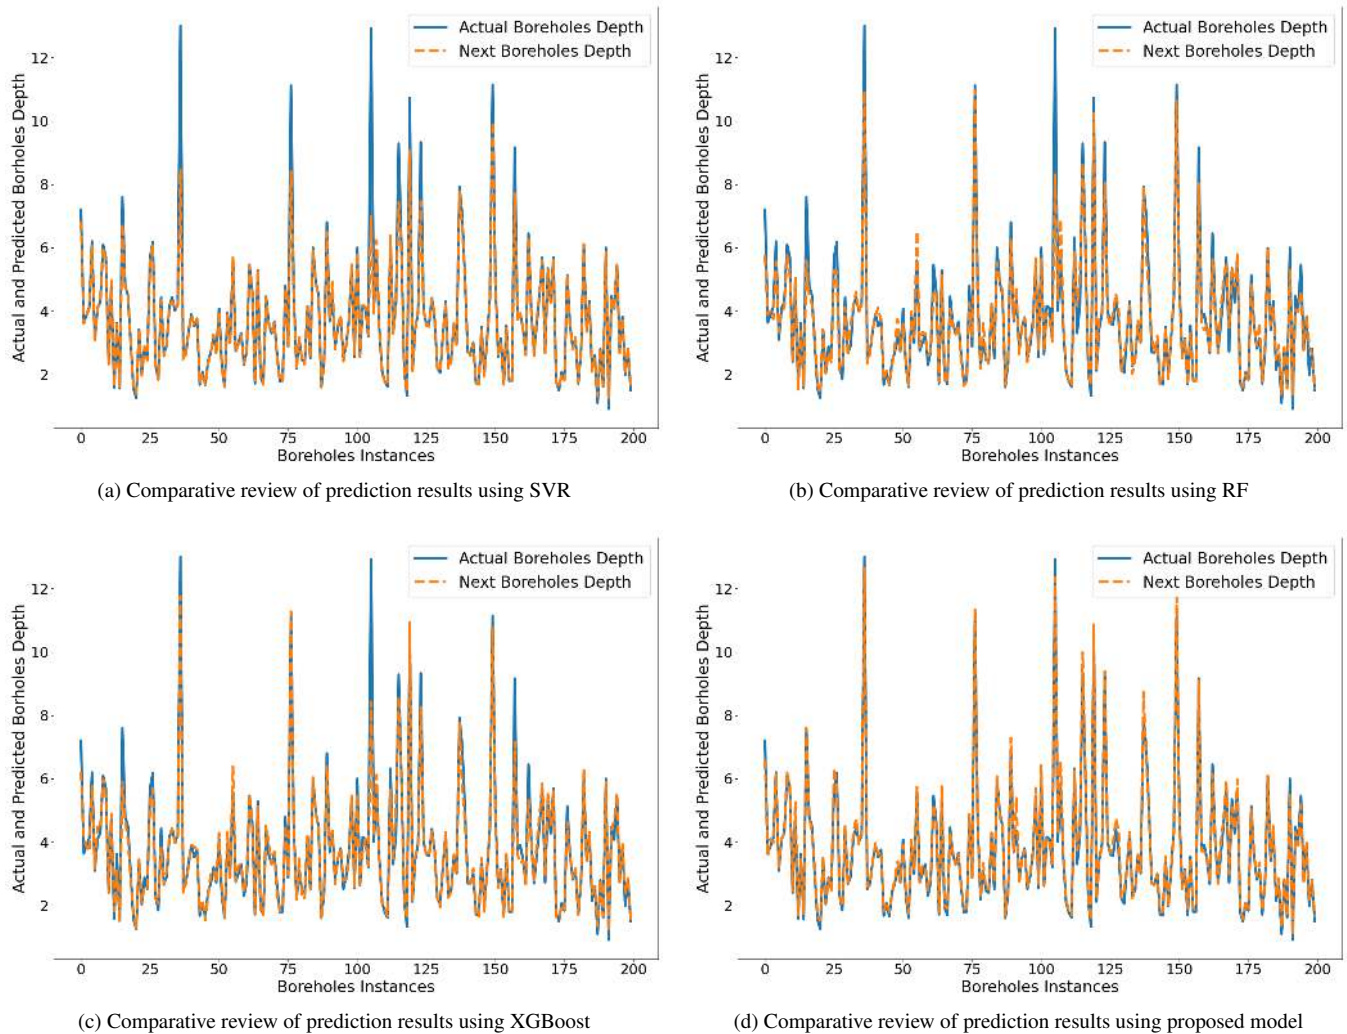 Actual Boreholes Depth
Next Boreholes Depth
Actual and Predicted Borholes Depth
12
10
8
6
4
2
0 25 50 75 100 125 150 175 200
Boreholes Instances
(a) Comparative review of prediction results using SVR
Actual Boreholes Depth
Next Boreholes Depth
Actual and Predicted Borholes Depth
12
10
8
6
4
2
0 25 50 75 100 125 150 175 200
Boreholes Instances
(b) Comparative review of prediction results using RF
Actual Boreholes Depth
Next Boreholes Depth
Actual and Predicted Borholes Depth
12
10
8
6
4
2
0 25 50 75 100 125 150 175 200
Boreholes Instances
(c) Comparative review of prediction results using XGBoost
Actual Boreholes Depth
Next Boreholes Depth
Actual and Predicted Borholes Depth
12
10
8
6
4
2
0 25 50 75 100 125 150 175 200
Boreholes Instances
(d) Comparative review of prediction results using proposed model